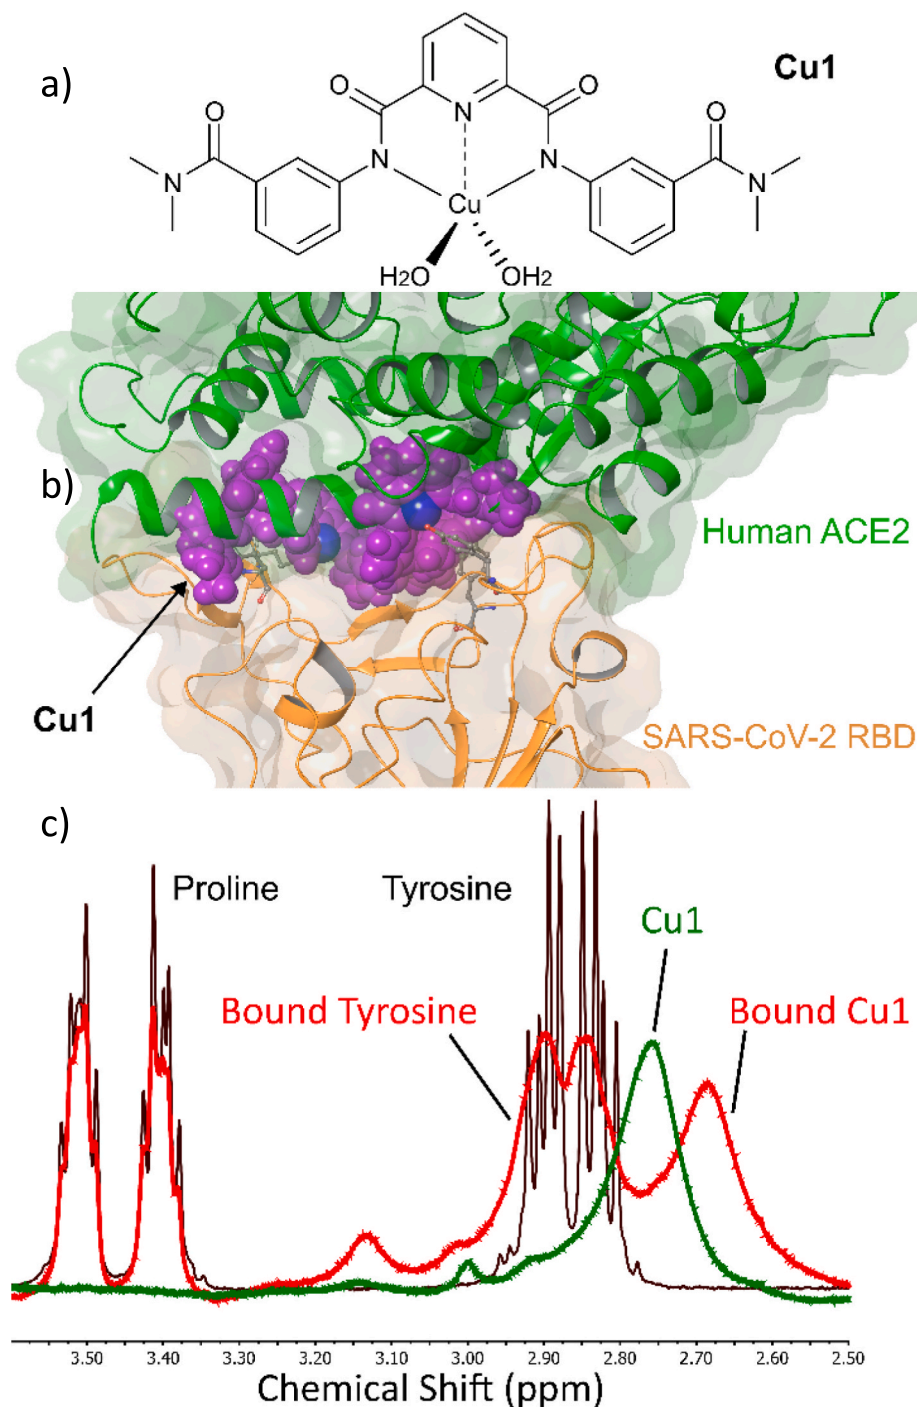 a)
Cu1
O
O
N
O
O
N
N
N
N
Cu
H2O
OH2
b)
Human ACE2
Cu1
SARS-CoV-2 RBD
c)
Proline
Tyrosine
Cu1
Bound Tyrosine
Bound Cu1
3.50 3.40 3.30 3.20 3.10 3.00 2.90 2.80 2.70 2.60 2.50
Chemical Shift (ppm)